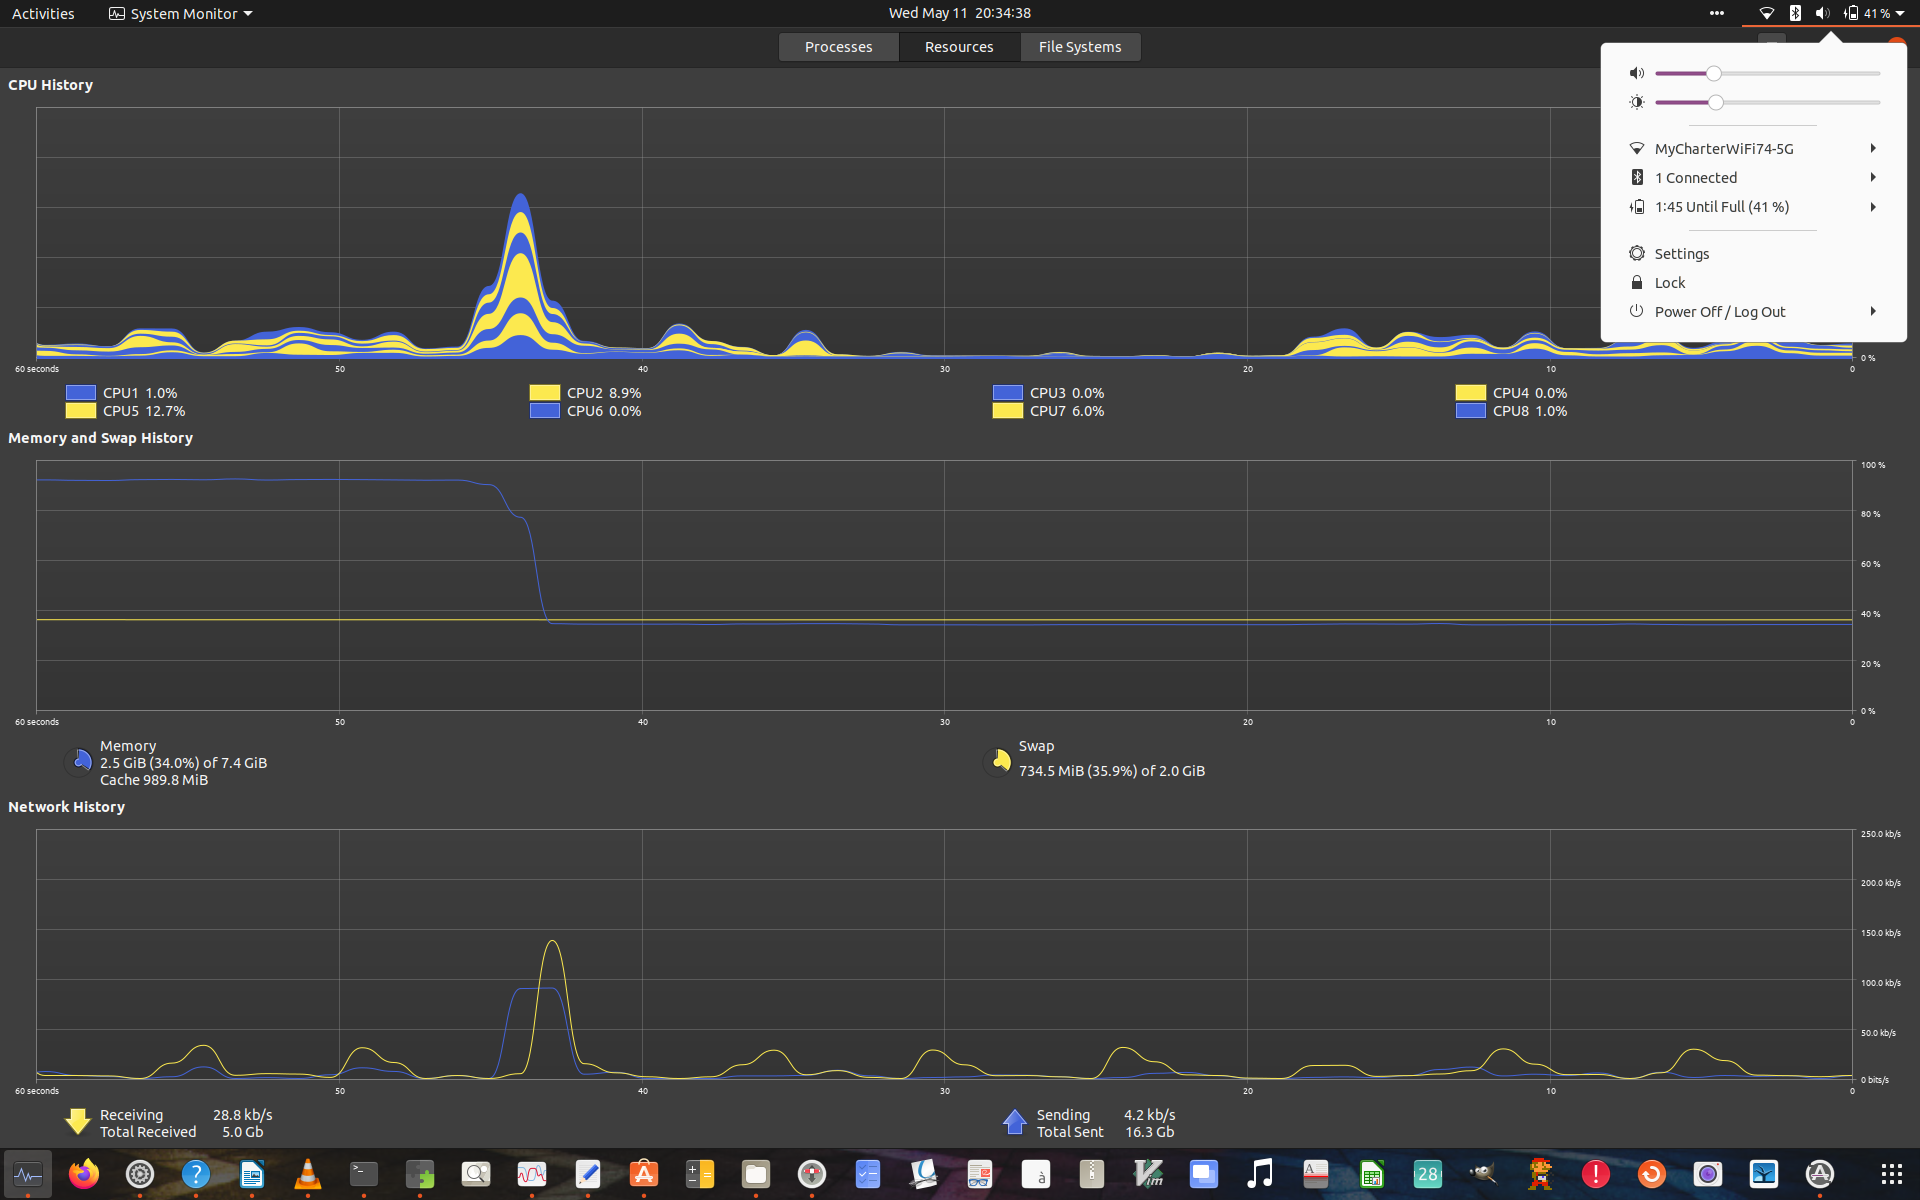 Activities
System Monitor
Wed May 11  20:34:38
41 %
Processes
Resources
File Systems
MyCharterWiFi74-5G
1 Connected
1:45 Until Full (41 %)
Settings
Lock
Power Off / Log Out
CPU History
60 seconds 50 40 30 20 10 0
0 %
CPU1 1.0% CPU2 8.9% CPU3 0.0% CPU4 0.0%
CPU5 12.7% CPU6 0.0% CPU7 6.0% CPU8 1.0%
Memory and Swap History
100 %
80 %
60 %
40 %
20 %
0 %
60 seconds 50 40 30 20 10 0
Memory
2.5 GiB (34.0%) of 7.4 GiB
Cache 989.8 MiB
Swap
734.5 MiB (35.9%) of 2.0 GiB
Network History
250.0 kb/s
200.0 kb/s
150.0 kb/s
100.0 kb/s
50.0 kb/s
0 bits/s
60 seconds 50 40 30 20 10 0
Receiving 28.8 kb/s
Total Received 5.0 Gb
Sending 4.2 kb/s
Total Sent 16.3 Gb
?
>_
A
à
Vim
A
28
!
A